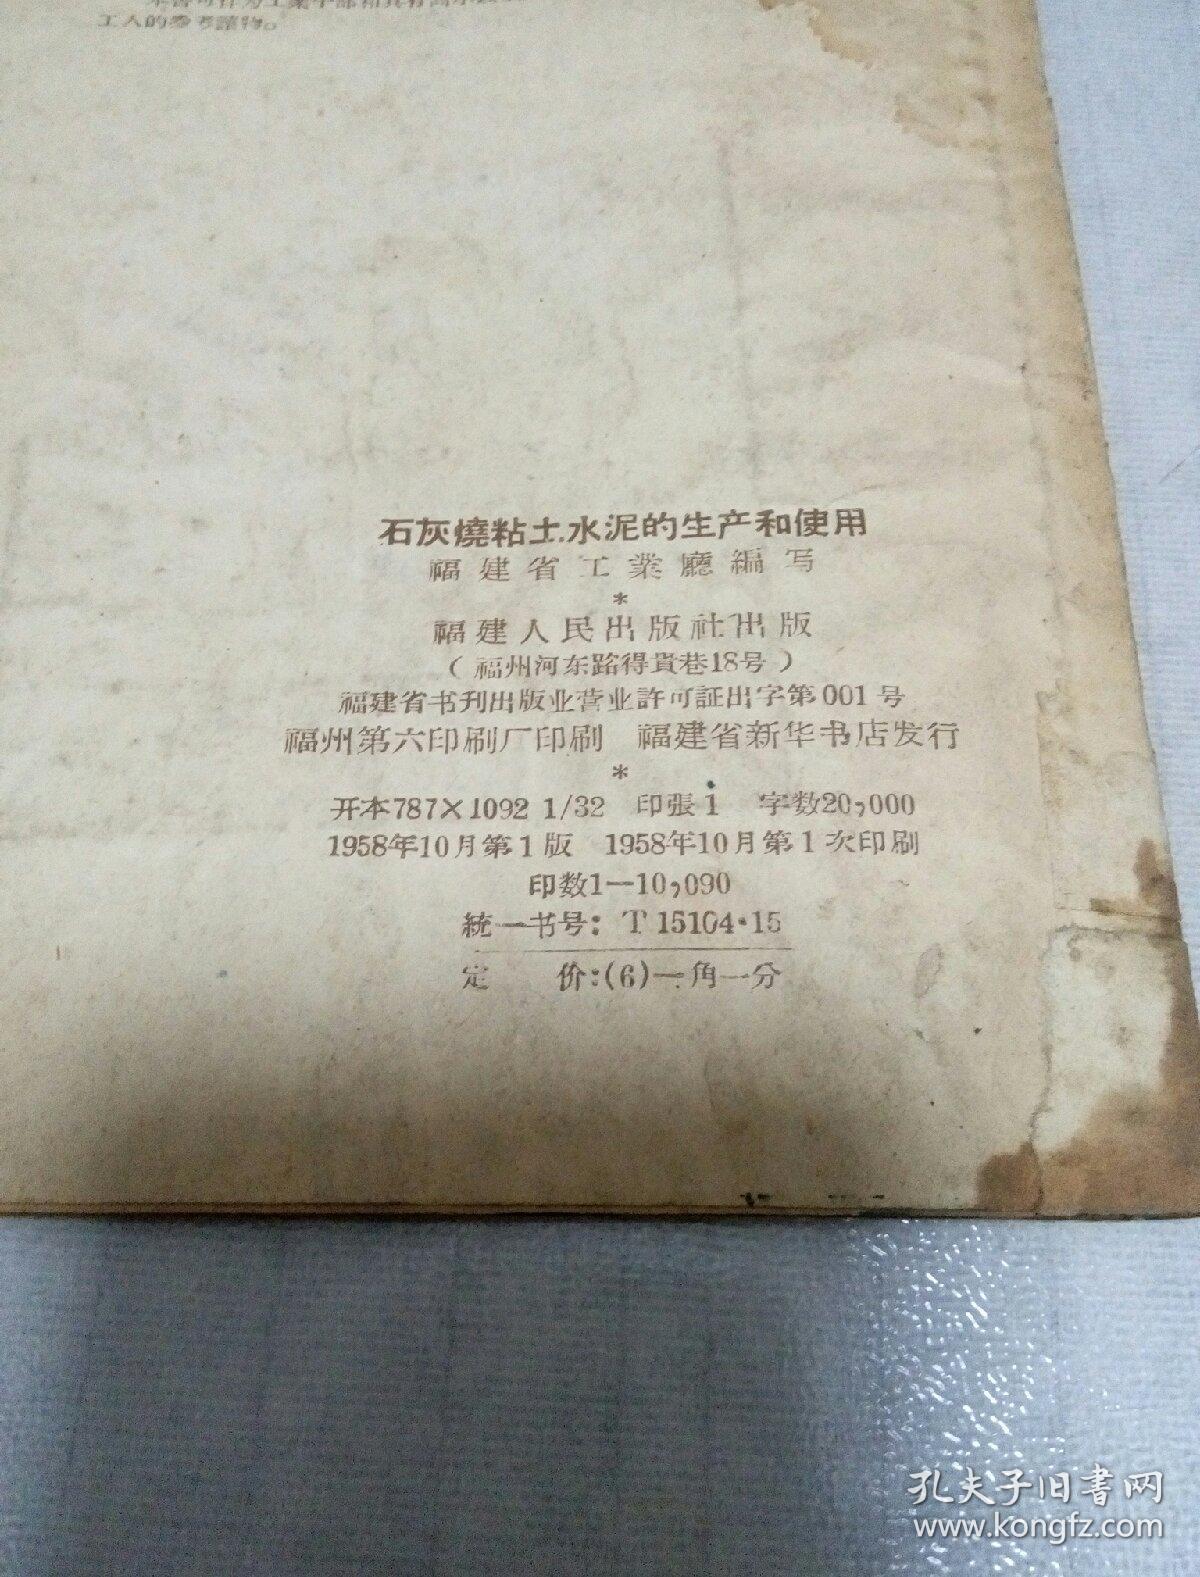 工人的参考讀物。
石灰燒粘土水泥的生产和使用
福建省工業廳編写
*
福建人民出版社出版
(福州河东路得貴巷18号)
福建省书刋出版业营业許可証出字第001号
福州第六印刷厂印刷 福建省新华书店发行
*
开本787×1092 1/32 印張1 字数20,000
1958年10月第1版 1958年10月第1次印刷
印数1—10,090
統一书号: T 15104·15
定 价:(6)一角一分
孔夫子旧書网
www.kongfz.com